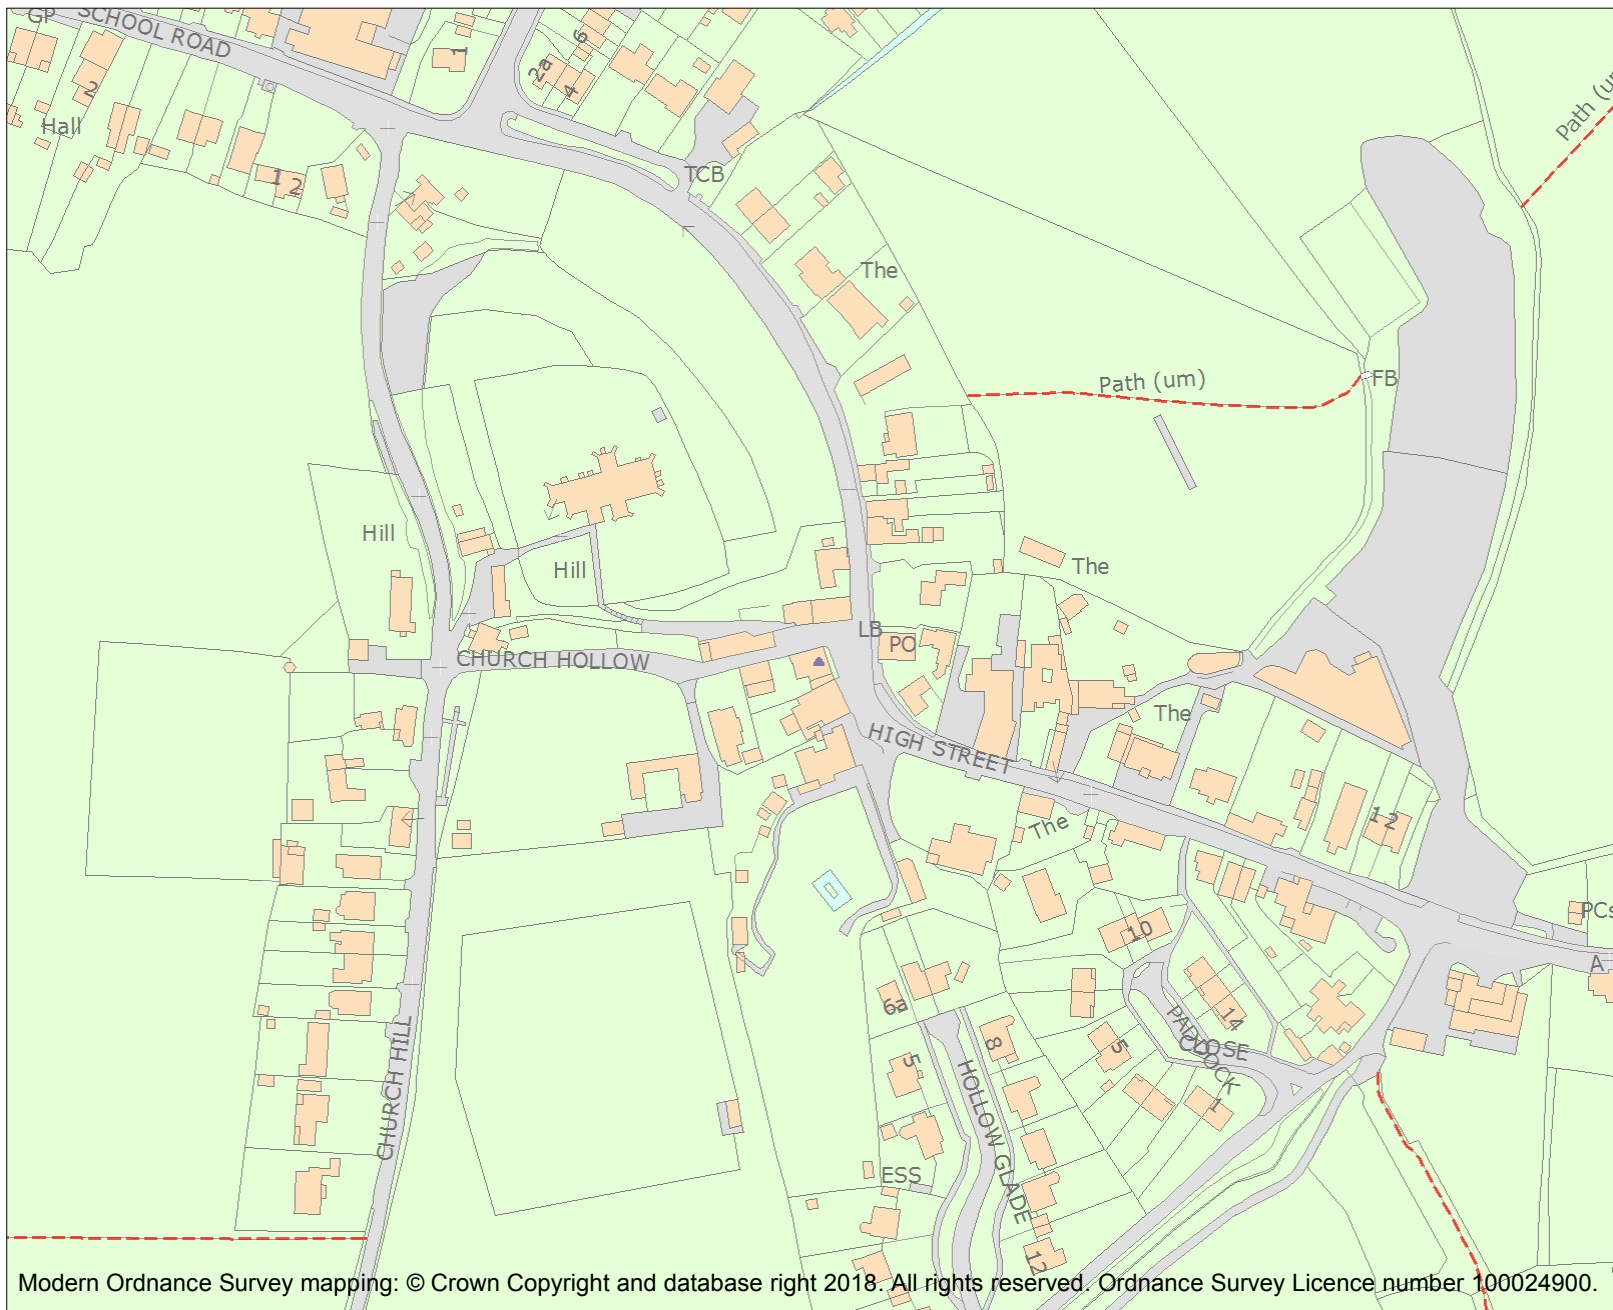 GP
SCHOOL ROAD
1
6
2a
4
2
Hall
1 2
TCB
Path (u
The
Path (um)
FB
Hill
Hill
The
LB
PO
CHURCH HOLLOW
The
HIGH STREET
The
1 2
10
PCs
A
6a
14
PADDOCK
CLOSE
8
5
5
1
HOLLOW GLADE
CHURCH HILL
ESS
12
Modern Ordnance Survey mapping: © Crown Copyright and database right 2018. All rights reserved. Ordnance Survey Licence number 100024900.